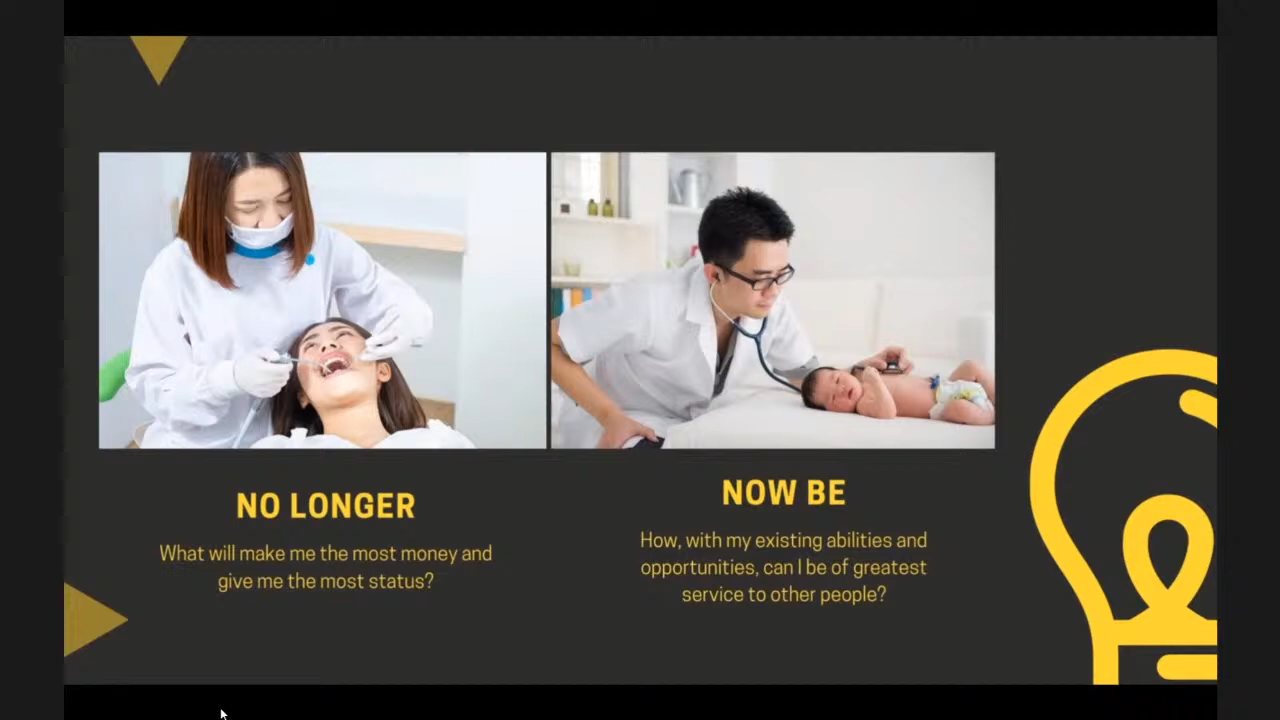 NO LONGER
What will make me the most money and
give me the most status?
NOW BE
How, with my existing abilities and
opportunities, can I be of greatest
service to other people?